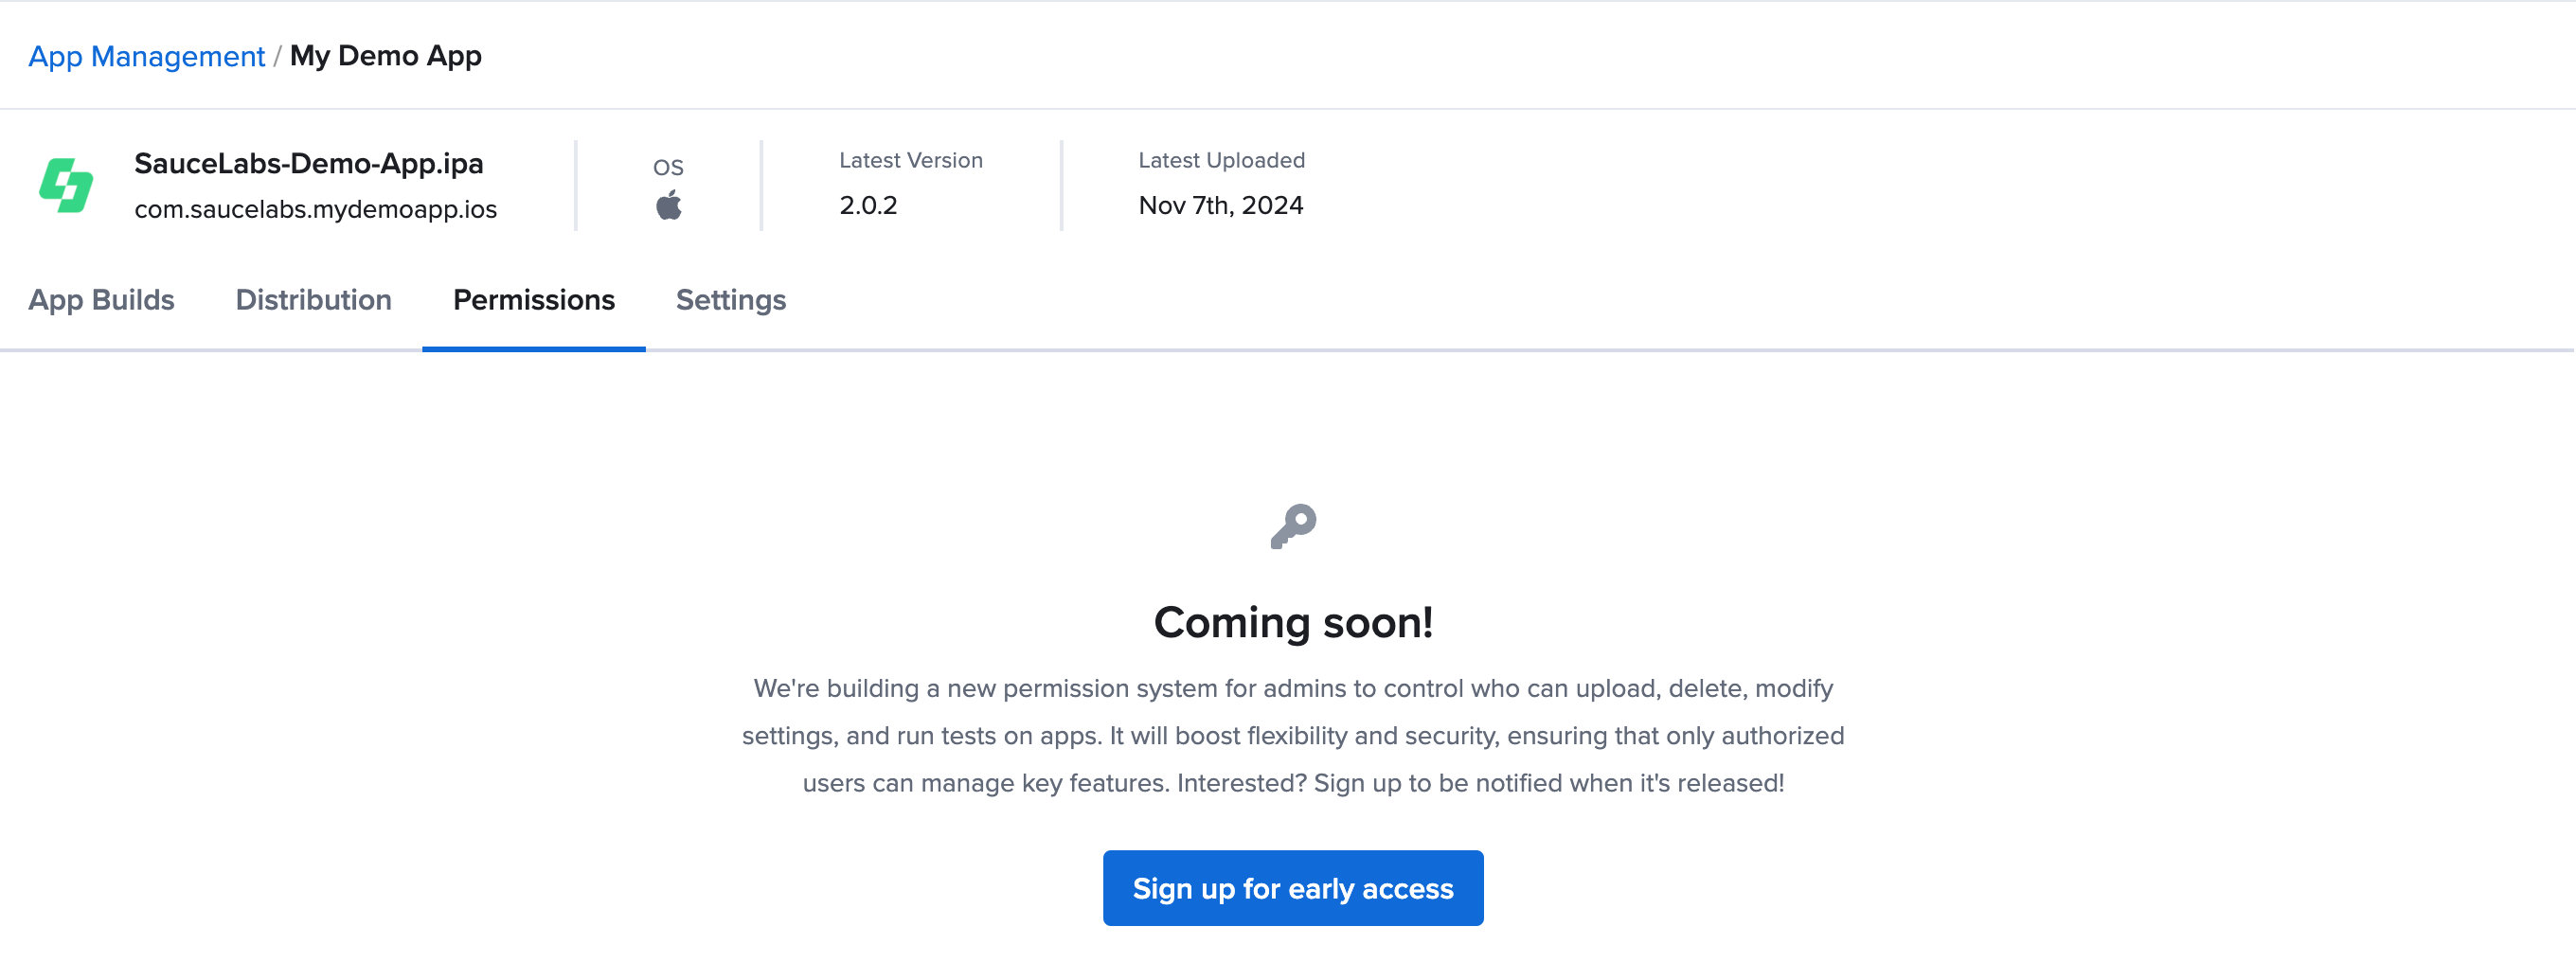 App Management / My Demo App
SauceLabs-Demo-App.ipa
com.saucelabs.mydemoapp.ios
OS
Latest Version
2.0.2
Latest Uploaded
Nov 7th, 2024
App Builds
Distribution
Permissions
Settings
Coming soon!
We're building a new permission system for admins to control who can upload, delete, modify
settings, and run tests on apps. It will boost flexibility and security, ensuring that only authorized
users can manage key features. Interested? Sign up to be notified when it's released!
Sign up for early access